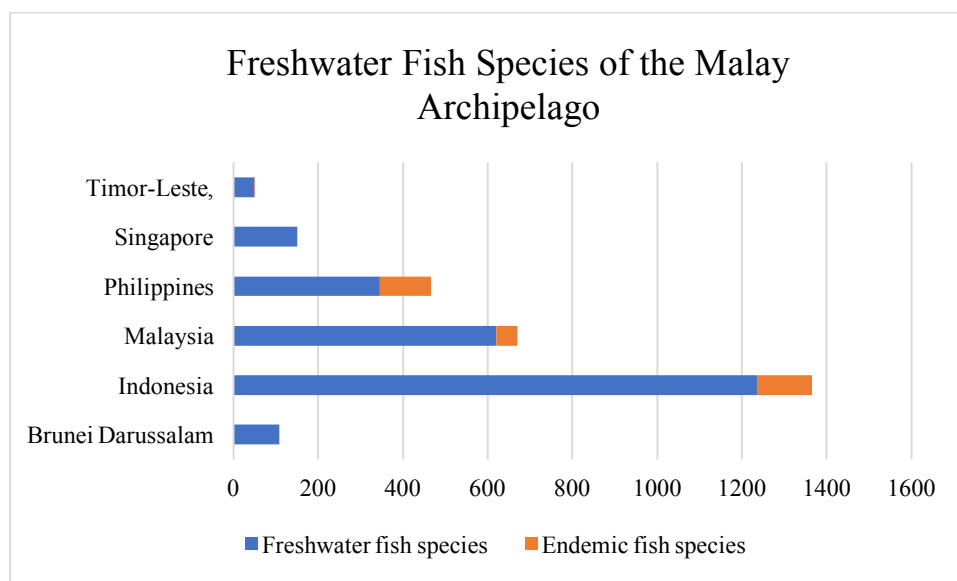 Freshwater Fish Species of the Malay
Archipelago
Timor-Leste,
Singapore
Philippines
Malaysia
Indonesia
Brunei Darussalam
0 200 400 600 800 1000 1200 1400 1600
Freshwater fish species Endemic fish species